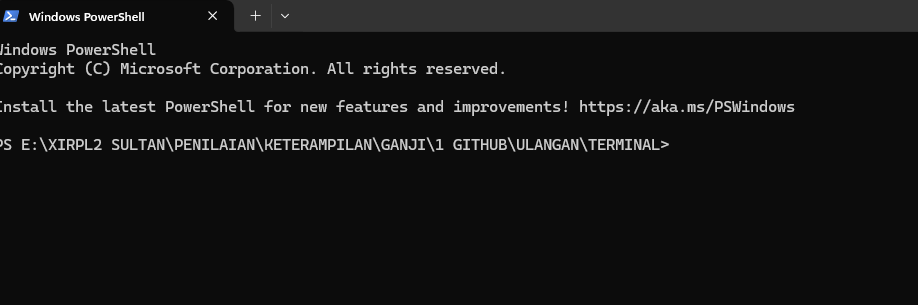 Windows PowerShell
Windows PowerShell
Copyright (C) Microsoft Corporation. All rights reserved.
Install the latest PowerShell for new features and improvements! https://aka.ms/PSWindows
PS E:\XIRPL2 SULTAN\PENILAIAN\KETERAMPILAN\GANJI\1 GITHUB\ULANGAN\TERMINAL>